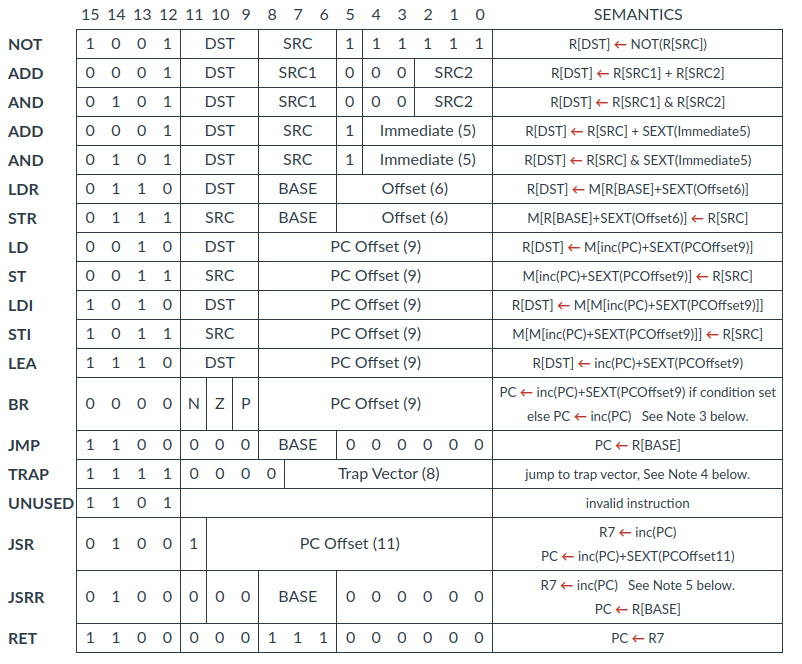 15 14 13 12 11 10 9 8 7 6 5 4 3 2 1 0 SEMANTICS
NOT 1 0 0 1 DST SRC 1 1 1 1 1 1 R[DST] ← NOT(R[SRC])
ADD 0 0 0 1 DST SRC1 0 0 0 SRC2 R[DST] ← R[SRC1] + R[SRC2]
AND 0 1 0 1 DST SRC1 0 0 0 SRC2 R[DST] ← R[SRC1] & R[SRC2]
ADD 0 0 0 1 DST SRC 1 Immediate (5) R[DST] ← R[SRC] + SEXT(Immediate5)
AND 0 1 0 1 DST SRC 1 Immediate (5) R[DST] ← R[SRC] & SEXT(Immediate5)
LDR 0 1 1 0 DST BASE Offset (6) R[DST] ← M[R[BASE]+SEXT(Offset6)]
STR 0 1 1 1 SRC BASE Offset (6) M[R[BASE]+SEXT(Offset6)] ← R[SRC]
LD 0 0 1 0 DST PC Offset (9) R[DST] ← M[inc(PC)+SEXT(PCOffset9)]
ST 0 0 1 1 SRC PC Offset (9) M[inc(PC)+SEXT(PCOffset9)] ← R[SRC]
LDI 1 0 1 0 DST PC Offset (9) R[DST] ← M[M[inc(PC)+SEXT(PCOffset9)]]
STI 1 0 1 1 SRC PC Offset (9) M[M[inc(PC)+SEXT(PCOffset9)]] ← R[SRC]
LEA 1 1 1 0 DST PC Offset (9) R[DST] ← inc(PC)+SEXT(PCOffset9)
BR 0 0 0 0 N Z P PC Offset (9) PC ← inc(PC)+SEXT(PCOffset9) if condition set
else PC ← inc(PC) See Note 3 below.
JMP 1 1 0 0 0 0 0 BASE 0 0 0 0 0 0 PC ← R[BASE]
TRAP 1 1 1 1 0 0 0 0 Trap Vector (8) jump to trap vector, See Note 4 below.
UNUSED 1 1 0 1 invalid instruction
JSR 0 1 0 0 1 PC Offset (11) R7 ← inc(PC)
PC ← inc(PC)+SEXT(PCOffset11)
JSRR 0 1 0 0 0 0 0 BASE 0 0 0 0 0 0 R7 ← inc(PC) See Note 5 below.
PC ← R[BASE]
RET 1 1 0 0 0 0 0 1 1 1 0 0 0 0 0 0 PC ← R7